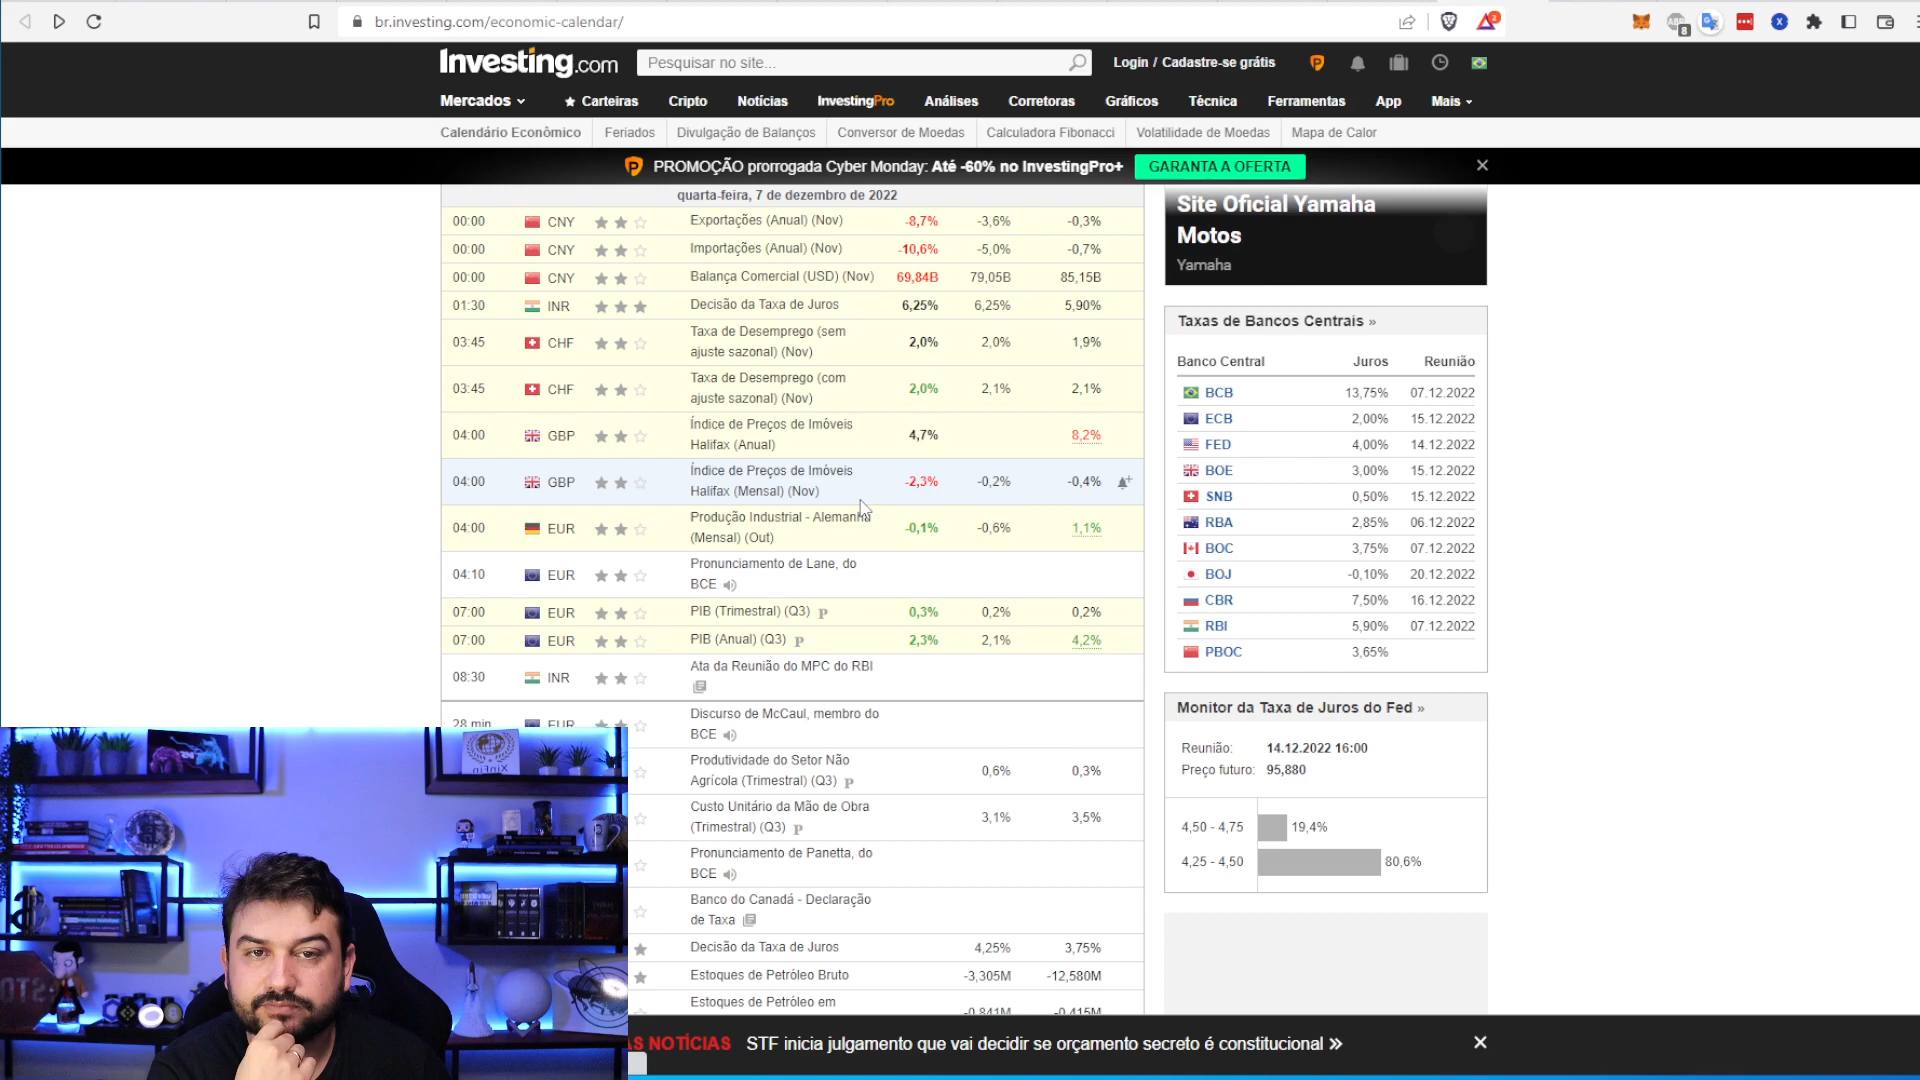 br.investing.com/economic-calendar/
8
2
Investing.com
Pesquisar no site...
Login / Cadastre-se grátis
Mercados
Carteiras
Cripto
Notícias
InvestingPro
Análises
Corretoras
Gráficos
Técnica
Ferramentas
App
Mais
Calendário Econômico
Feriados
Divulgação de Balanços
Conversor de Moedas
Calculadora Fibonacci
Volatilidade de Moedas
Mapa de Calor
PROMOÇÃO prorrogada Cyber Monday: Até -60% no InvestingPro+
GARANTA A OFERTA
quarta-feira, 7 de dezembro de 2022
00:00 CNY Exportações (Anual) (Nov) -8,7% -3,6% -0,3%
00:00 CNY Importações (Anual) (Nov) -10,6% -5,0% -0,7%
00:00 CNY Balança Comercial (USD) (Nov) 69,84B 79,05B 85,15B
01:30 INR Decisão da Taxa de Juros 6,25% 6,25% 5,90%
03:45 CHF Taxa de Desemprego (sem
ajuste sazonal) (Nov) 2,0% 2,0% 1,9%
03:45 CHF Taxa de Desemprego (com
ajuste sazonal) (Nov) 2,0% 2,1% 2,1%
04:00 GBP Índice de Preços de Imóveis
Halifax (Anual) 4,7% 8,2%
04:00 GBP Índice de Preços de Imóveis
Halifax (Mensal) (Nov) -2,3% -0,2% -0,4%
04:00 EUR Produção Industrial - Alemanha
(Mensal) (Out) -0,1% -0,6% 1,1%
04:10 EUR Pronunciamento de Lane, do
BCE
07:00 EUR PIB (Trimestral) (Q3) P 0,3% 0,2% 0,2%
07:00 EUR PIB (Anual) (Q3) P 2,3% 2,1% 4,2%
08:30 INR Ata da Reunião do MPC do RBI
28 min EUR Discurso de McCaul, membro do
BCE
Produtividade do Setor Não
Agrícola (Trimestral) (Q3) P 0,6% 0,3%
Custo Unitário da Mão de Obra
(Trimestral) (Q3) P 3,1% 3,5%
Pronunciamento de Panetta, do
BCE
Banco do Canadá - Declaração
de Taxa
Decisão da Taxa de Juros 4,25% 3,75%
Estoques de Petróleo Bruto -3,305M -12,580M
Estoques de Petróleo em
-0,841M -0,415M
Site Oficial Yamaha
Motos
Yamaha
Taxas de Bancos Centrais »
Banco Central Juros Reunião
BCB 13,75% 07.12.2022
ECB 2,00% 15.12.2022
FED 4,00% 14.12.2022
BOE 3,00% 15.12.2022
SNB 0,50% 15.12.2022
RBA 2,85% 06.12.2022
BOC 3,75% 07.12.2022
BOJ -0,10% 20.12.2022
CBR 7,50% 16.12.2022
RBI 5,90% 07.12.2022
PBOC 3,65%
Monitor da Taxa de Juros do Fed »
Reunião: 14.12.2022 16:00
Preço futuro: 95,880
4,50 - 4,75 19,4%
4,25 - 4,50 80,6%
XinFin
AS NOTÍCIAS STF inicia julgamento que vai decidir se orçamento secreto é constitucional »